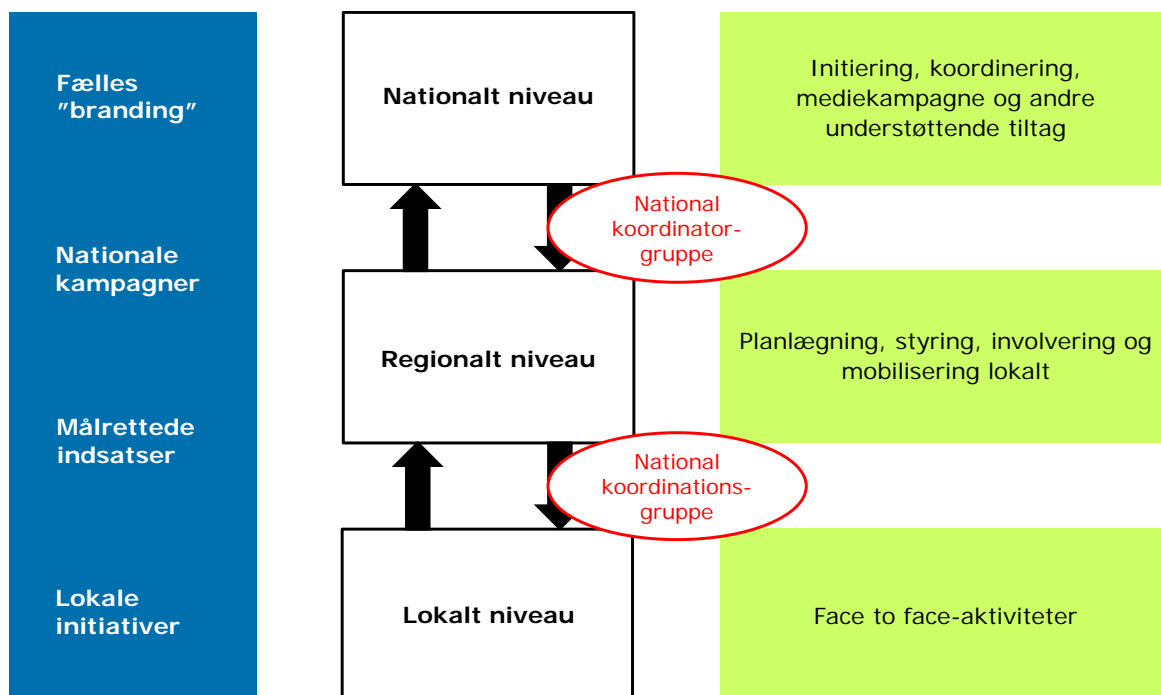 Fælles
”branding”
Nationale
kampagner
Målrettede
indsatser
Lokale
initiativer
Nationalt niveau
National
koordinator-
gruppe
Regionalt niveau
National
koordinations-
gruppe
Lokalt niveau
Initiering, koordinering,
mediekampagne og andre
understøttende tiltag
Planlægning, styring, involvering og
mobilisering lokalt
Face to face-aktiviteter